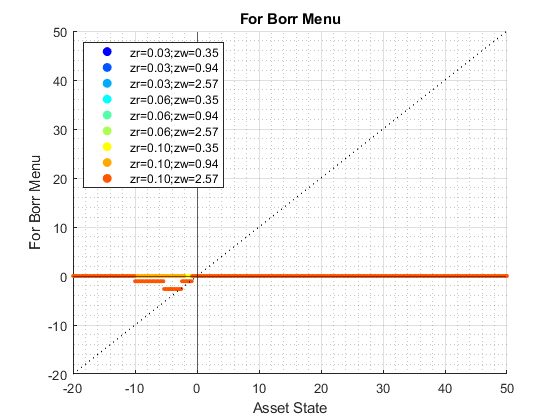 For Borr Menu
50
40
30
20
10
0
-10
-20
For Borr Menu
zr=0.03;zw=0.35
zr=0.03;zw=0.94
zr=0.03;zw=2.57
zr=0.06;zw=0.35
zr=0.06;zw=0.94
zr=0.06;zw=2.57
zr=0.10;zw=0.35
zr=0.10;zw=0.94
zr=0.10;zw=2.57
-20 -10 0 10 20 30 40 50
Asset State